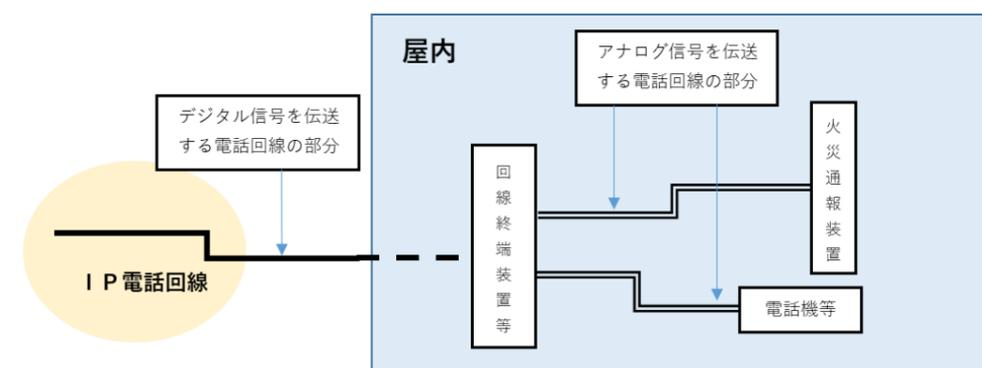 屋内
アナログ信号を伝送
する電話回線の部分
デジタル信号を伝送
する電話回線の部分
火災通報装置
回線終端装置等
ＩＰ電話回線
電話機等